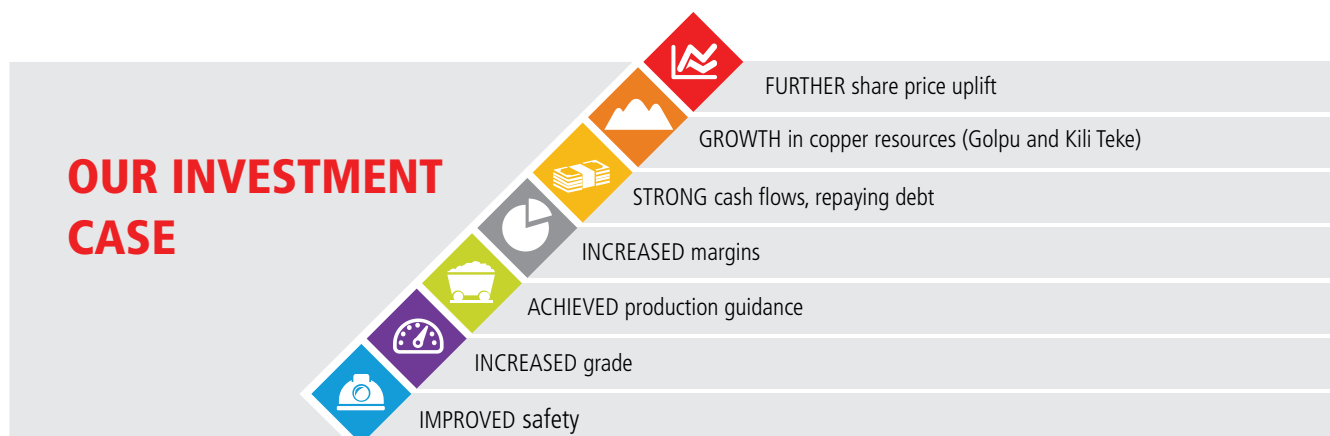 OUR INVESTMENT
CASE
FURTHER share price uplift
GROWTH in copper resources (Golpu and Kili Teke)
STRONG cash flows, repaying debt
INCREASED margins
ACHIEVED production guidance
INCREASED grade
IMPROVED safety